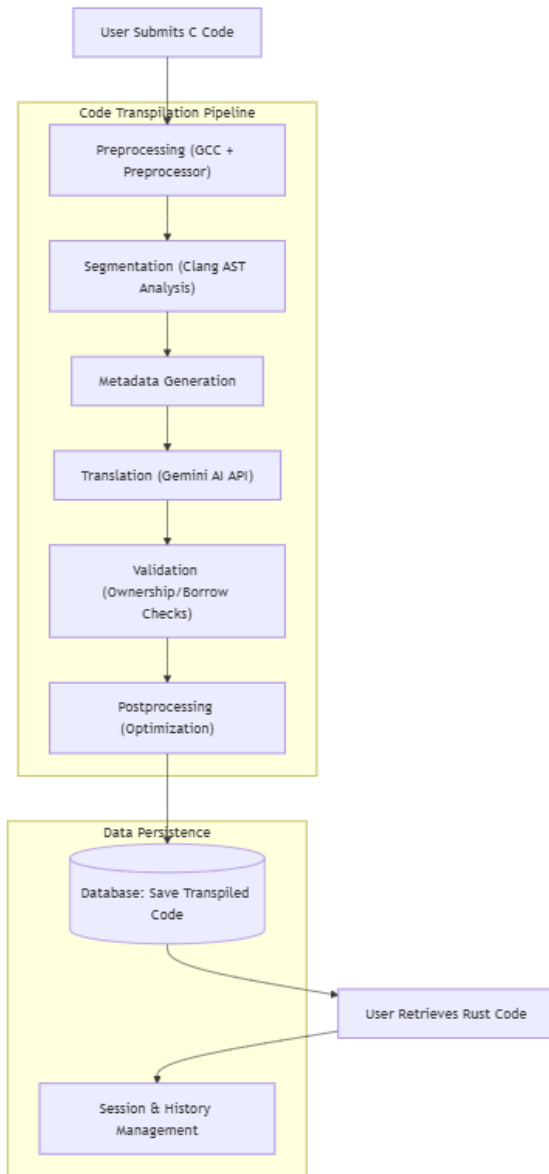 User Submits C Code
Code Transpilation Pipeline
Preprocessing (GCC +
Preprocessor)
Segmentation (Clang AST
Analysis)
Metadata Generation
Translation (Gemini AI API)
Validation
(Ownership/Borrow
Checks)
Postprocessing
(Optimization)
Data Persistence
Database: Save Transpiled
Code
User Retrieves Rust Code
Session & History
Management